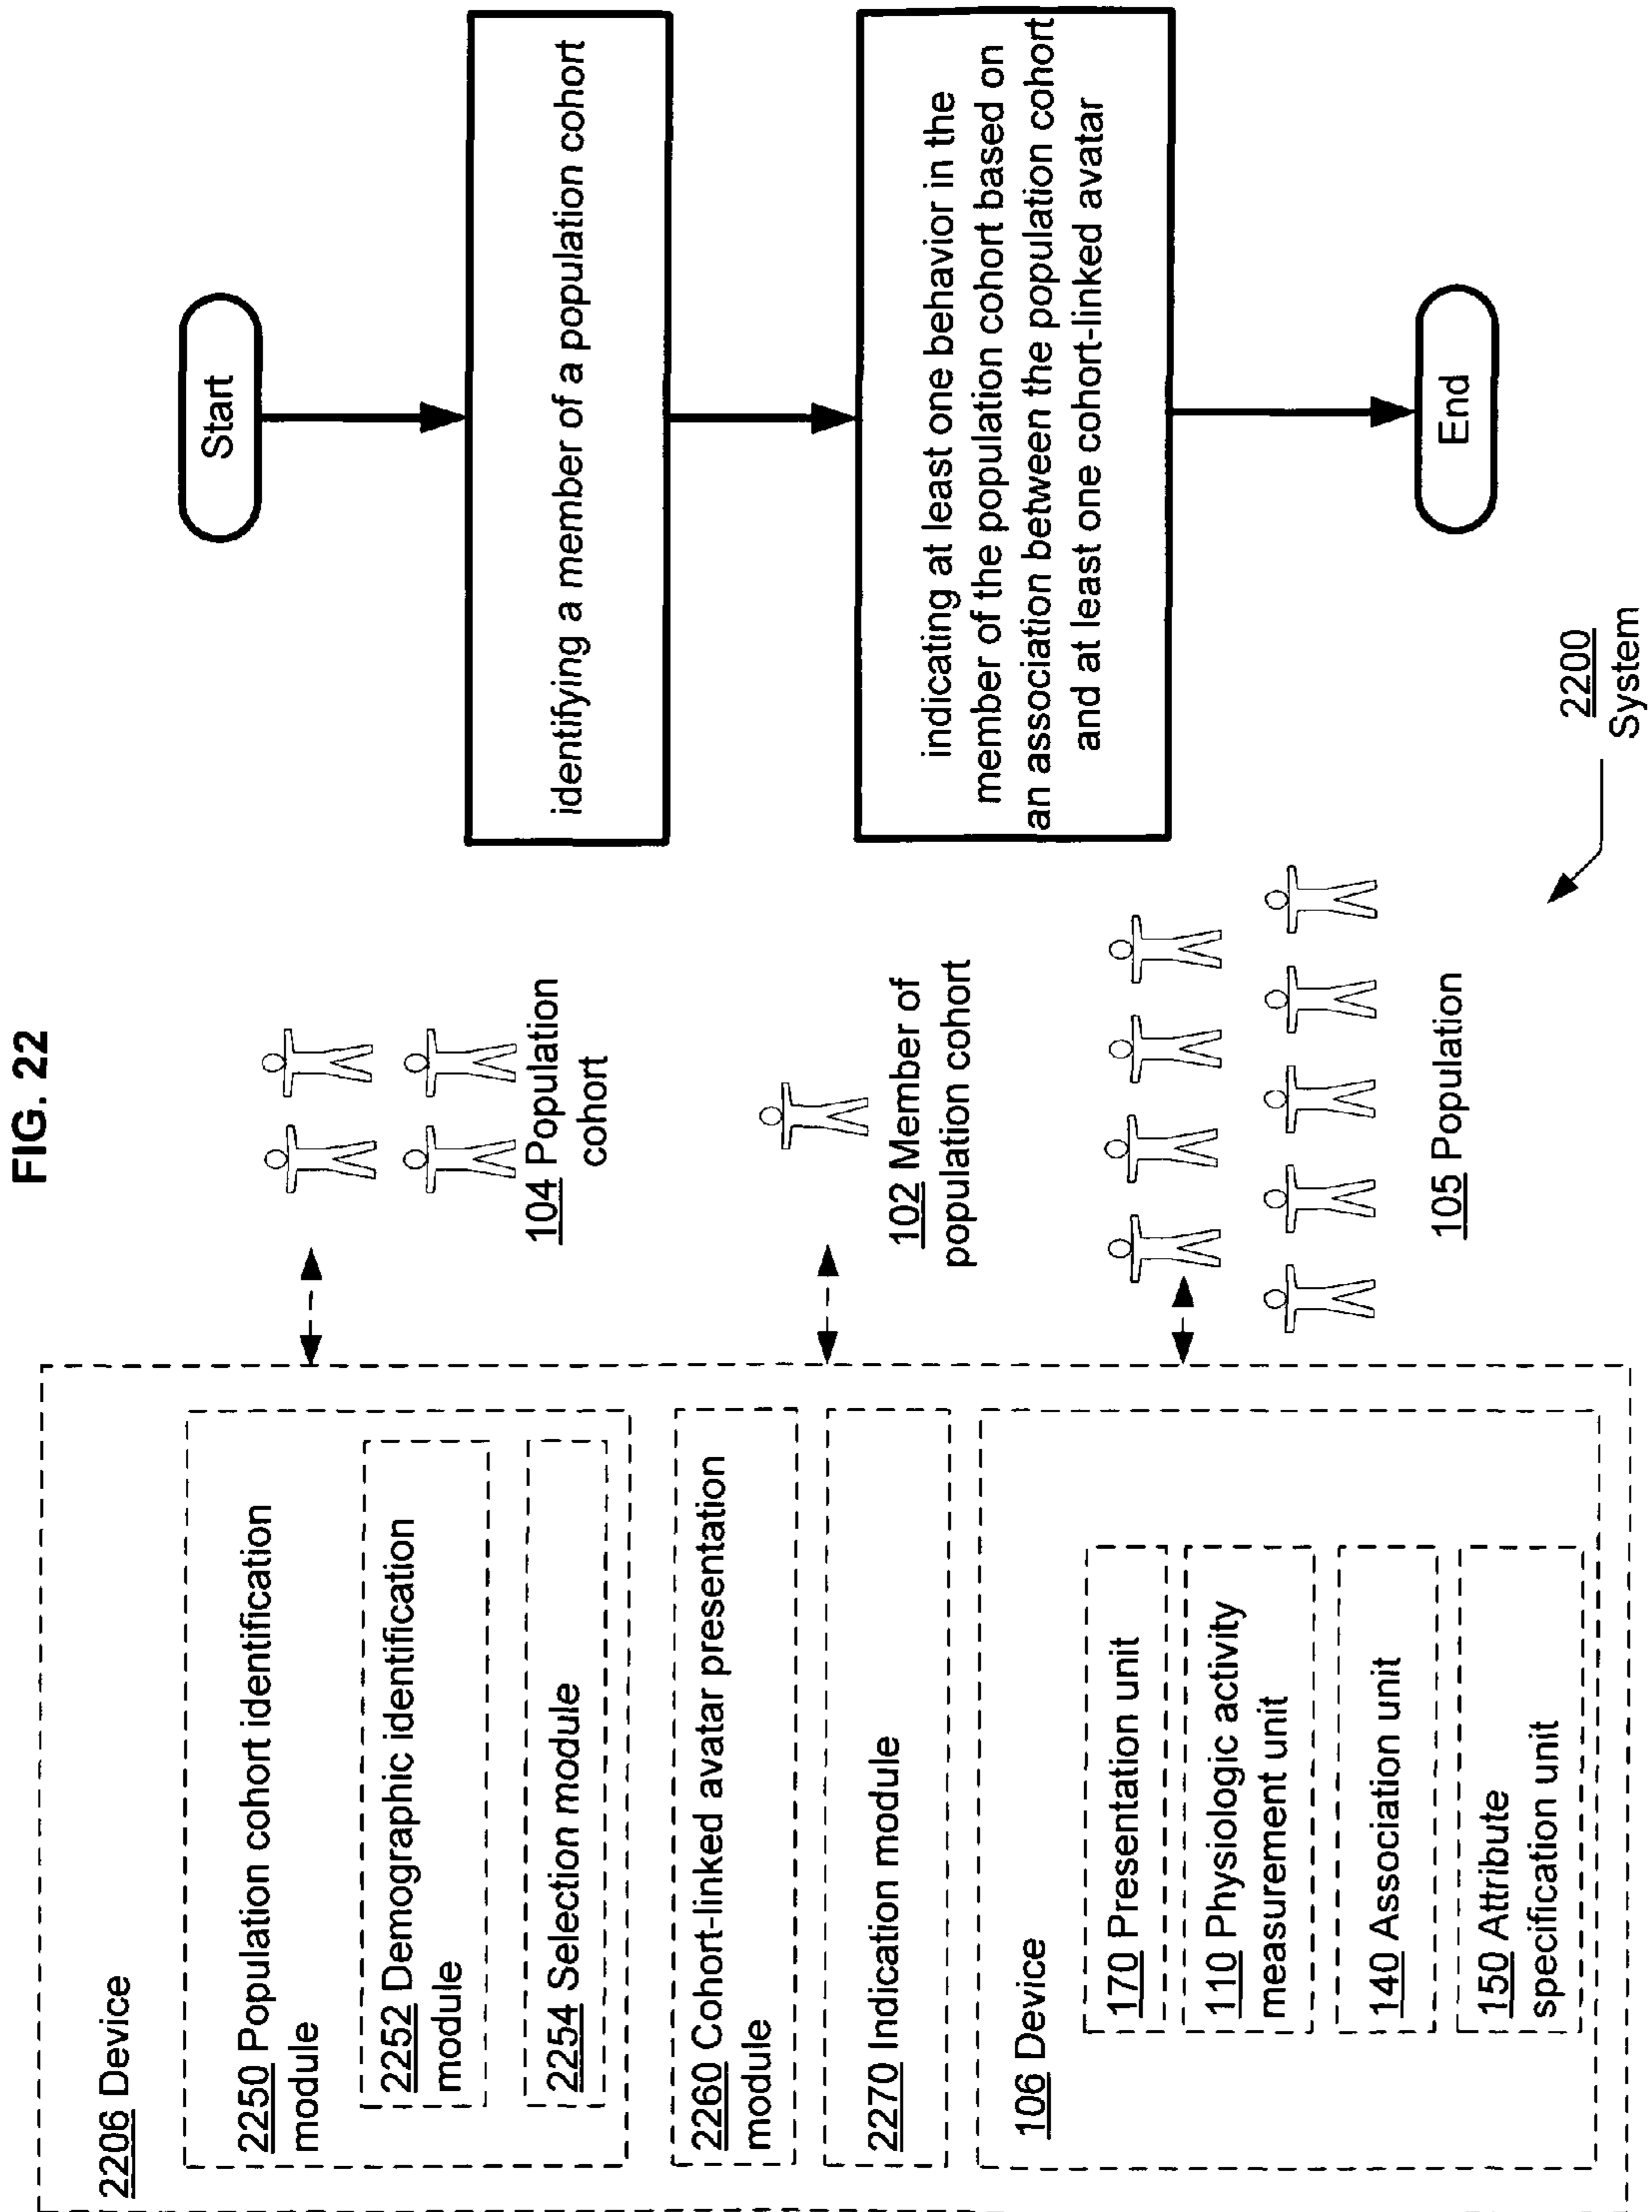 FIG. 22
2206 Device
2250 Population cohort identification
module
2252 Demographic identification
module
2254 Selection module
2260 Cohort-linked avatar presentation
module
2270 Indication module
106 Device
170 Presentation unit
110 Physiologic activity
measurement unit
140 Association unit
150 Attribute
specification unit
104 Population
cohort
102 Member of
population cohort
105 Population
Start
identifying a member of a population cohort
indicating at least one behavior in the
member of the population cohort based on
an association between the population cohort
and at least one cohort-linked avatar
End
2200
System